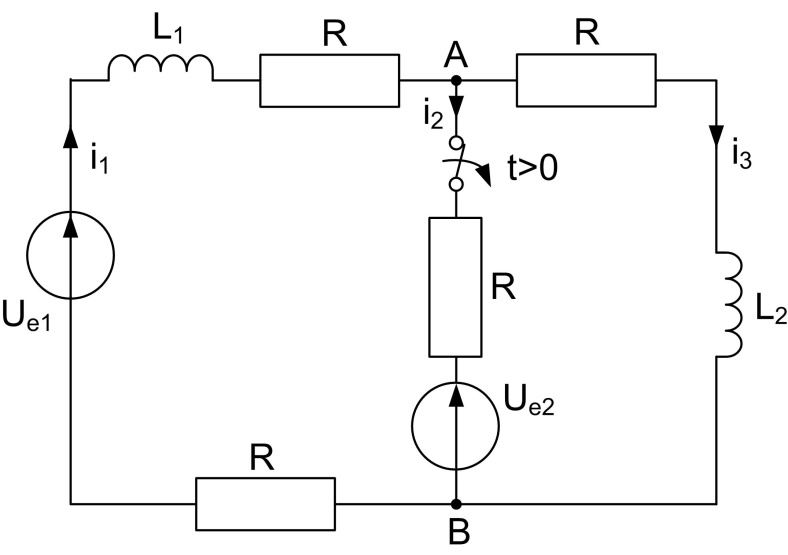 L₁
R
A
R
i₂
i₁
t>0
i₃
R
L₂
Uₑ₁
Uₑ₂
R
B